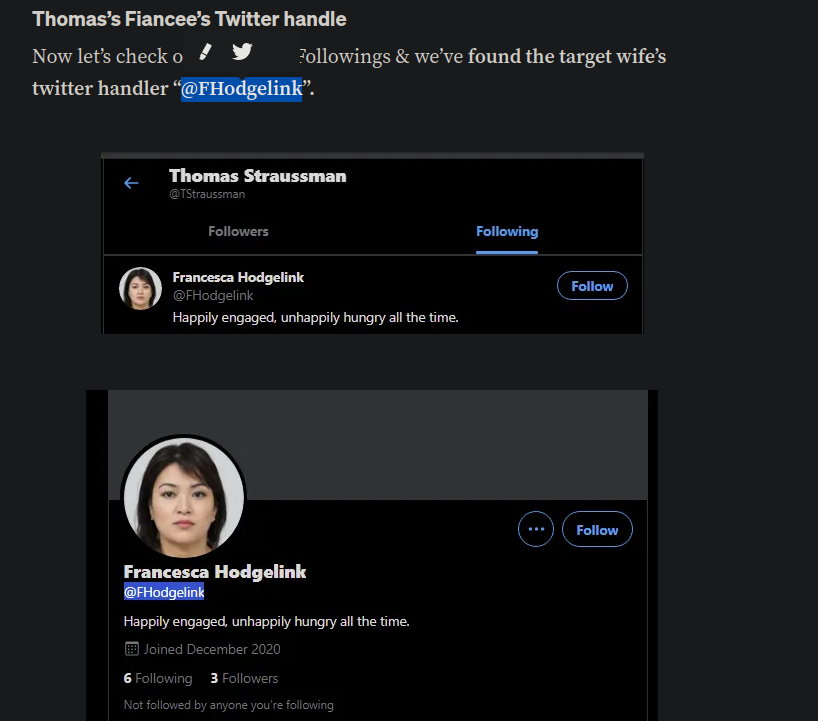 Thomas's Fiancee's Twitter handle
Now let's check o Followings & we've found the target wife's
twitter handler “@FHodgelink”.
Thomas Straussman
@TStraussman
Followers Following
Francesca Hodgelink
@FHodgelink
Follow
Happily engaged, unhappily hungry all the time.
Follow
Francesca Hodgelink
@FHodgelink
Happily engaged, unhappily hungry all the time.
Joined December 2020
6 Following 3 Followers
Not followed by anyone you're following